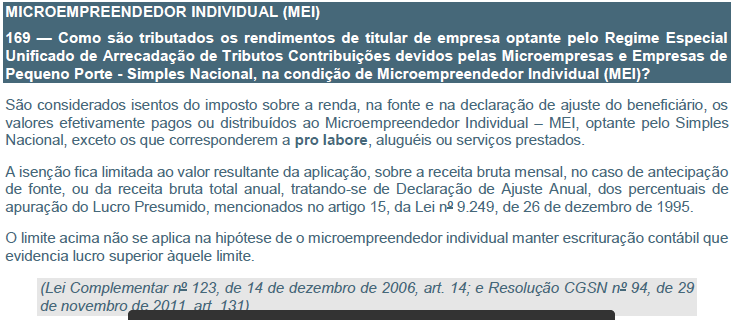 MICROEMPREENDEDOR INDIVIDUAL (MEI)
169 — Como são tributados os rendimentos de titular de empresa optante pelo Regime Especial
Unificado de Arrecadação de Tributos Contribuições devidos pelas Microempresas e Empresas de
Pequeno Porte - Simples Nacional, na condição de Microempreendedor Individual (MEI)?
São considerados isentos do imposto sobre a renda, na fonte e na declaração de ajuste do beneficiário, os
valores efetivamente pagos ou distribuídos ao Microempreendedor Individual – MEI, optante pelo Simples
Nacional, exceto os que corresponderem a pro labore, aluguéis ou serviços prestados.
A isenção fica limitada ao valor resultante da aplicação, sobre a receita bruta mensal, no caso de antecipação
de fonte, ou da receita bruta total anual, tratando-se de Declaração de Ajuste Anual, dos percentuais de
apuração do Lucro Presumido, mencionados no artigo 15, da Lei nº 9.249, de 26 de dezembro de 1995.
O limite acima não se aplica na hipótese de o microempreendedor individual manter escrituração contábil que
evidencia lucro superior àquele limite.
(Lei Complementar nº 123, de 14 de dezembro de 2006, art. 14; e Resolução CGSN nº 94, de 29
de novembro de 2011, art. 131)